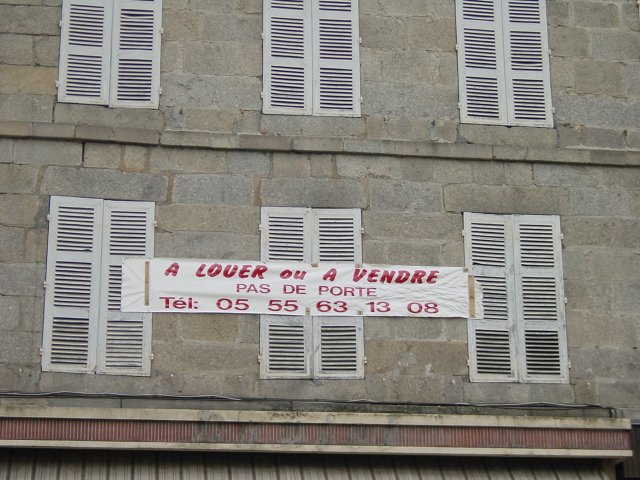 A LOUER ou A VENDRE
PAS DE PORTE
Tél: 05 55 63 13 08